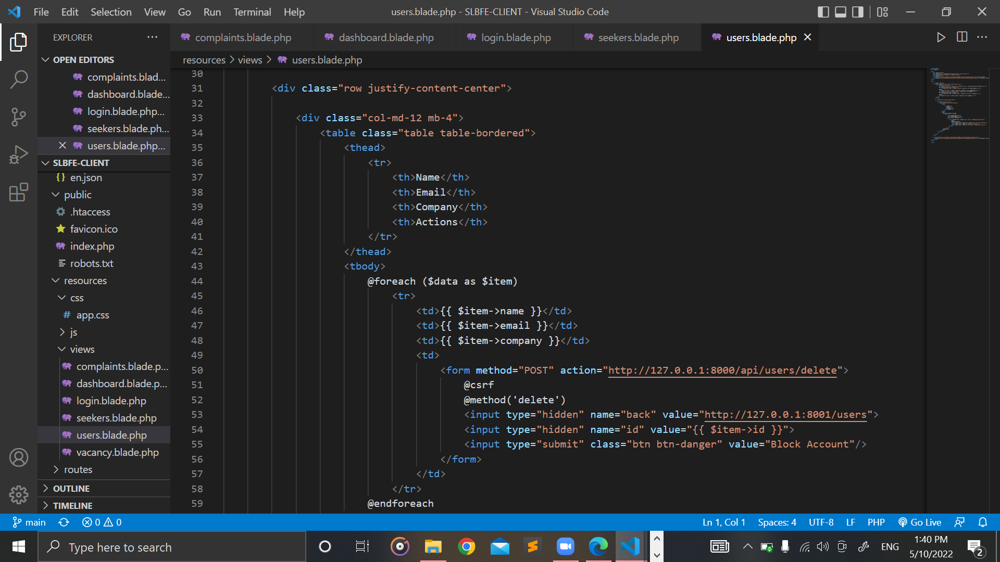 File Edit Selection View Go Run Terminal Help
users.blade.php - SLBFE-CLIENT - Visual Studio Code
EXPLORER
OPEN EDITORS
complaints.blad...
dashboard.blade...
login.blade.php...
seekers.blade.ph...
users.blade.php...
SLBFE-CLIENT
{} en.json
public
.htaccess
favicon.ico
index.php
robots.txt
resources
css
# app.css
js
views
complaints.blade.p...
dashboard.blade.p...
login.blade.php
seekers.blade.php
users.blade.php
vacancy.blade.php
routes
OUTLINE
TIMELINE
complaints.blade.php dashboard.blade.php login.blade.php seekers.blade.php users.blade.php
resources > views > users.blade.php
30
31 <div class="row justify-content-center">
32
33 <div class="col-md-12 mb-4">
34 <table class="table table-bordered">
35 <thead>
36 <tr>
37 <th>Name</th>
38 <th>Email</th>
39 <th>Company</th>
40 <th>Actions</th>
41 </tr>
42 </thead>
43 <tbody>
44 @foreach ($data as $item)
45 <tr>
46 <td>{{ $item->name }}</td>
47 <td>{{ $item->email }}</td>
48 <td>{{ $item->company }}</td>
49 <td>
50 <form method="POST" action="http://127.0.0.1:8000/api/users/delete">
51 @csrf
52 @method('delete')
53 <input type="hidden" name="back" value="http://127.0.0.1:8001/users">
54 <input type="hidden" name="id" value="{{ $item->id }}">
55 <input type="submit" class="btn btn-danger" value="Block Account"/>
56 </form>
57 </td>
58 </tr>
59 @endforeach
main 0 0 Ln 1, Col 1 Spaces: 4 UTF-8 LF PHP Go Live
Type here to search
ENG
1:40 PM
5/10/2022
2